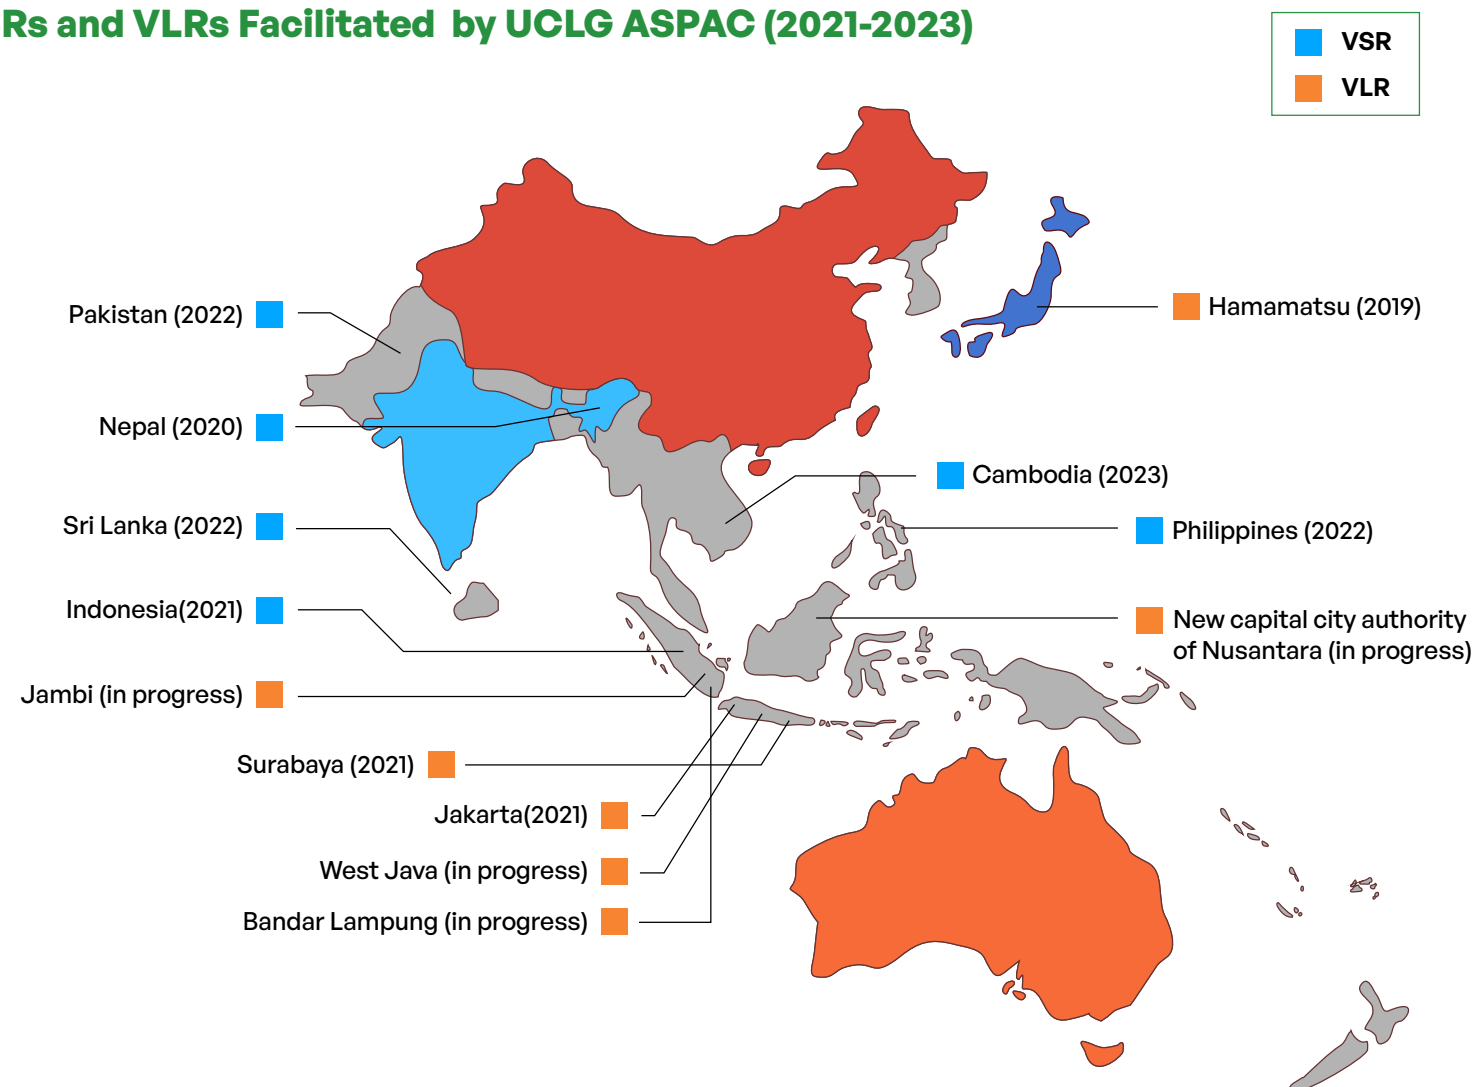 Rs and VLRs Facilitated by UCLG ASPAC (2021-2023)
VSR
VLR
Pakistan (2022)
Hamamatsu (2019)
Nepal (2020)
Cambodia (2023)
Sri Lanka (2022)
Philippines (2022)
Indonesia(2021)
New capital city authority
of Nusantara (in progress)
Jambi (in progress)
Surabaya (2021)
Jakarta(2021)
West Java (in progress)
Bandar Lampung (in progress)